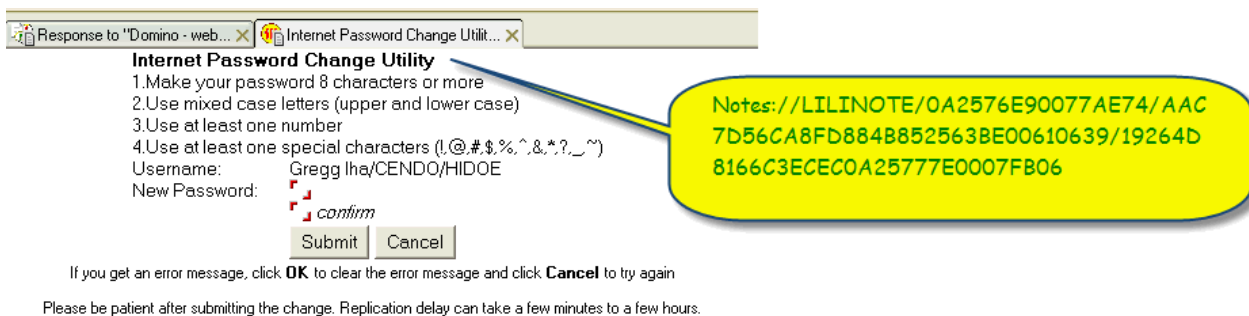 Response to "Domino - web...
Internet Password Change Utilit...
Internet Password Change Utility
1.Make your password 8 characters or more
2.Use mixed case letters (upper and lower case)
3.Use at least one number
4.Use at least one special characters (!,@,#,$,%,^,&,*,?,_,~)
Username: Gregg Iha/CENDO/HIDOE
New Password:
confirm
Submit Cancel
If you get an error message, click OK to clear the error message and click Cancel to try again
Please be patient after submitting the change. Replication delay can take a few minutes to a few hours.
Notes://LILINOTE/0A2576E90077AE74/AAC
7D56CA8FD884B852563BE00610639/19264D
8166C3ECEC0A25777E0007FB06